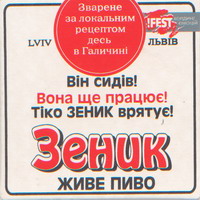 Зварене
за локальним
рецептом
десь
в Галичині
!FEST
LVIV
ЛЬВІВ
Він сидів!
Вона ще працює!
Тіко ЗЕНИК врятує!
Зеник
ЖИВЕ ПИВО